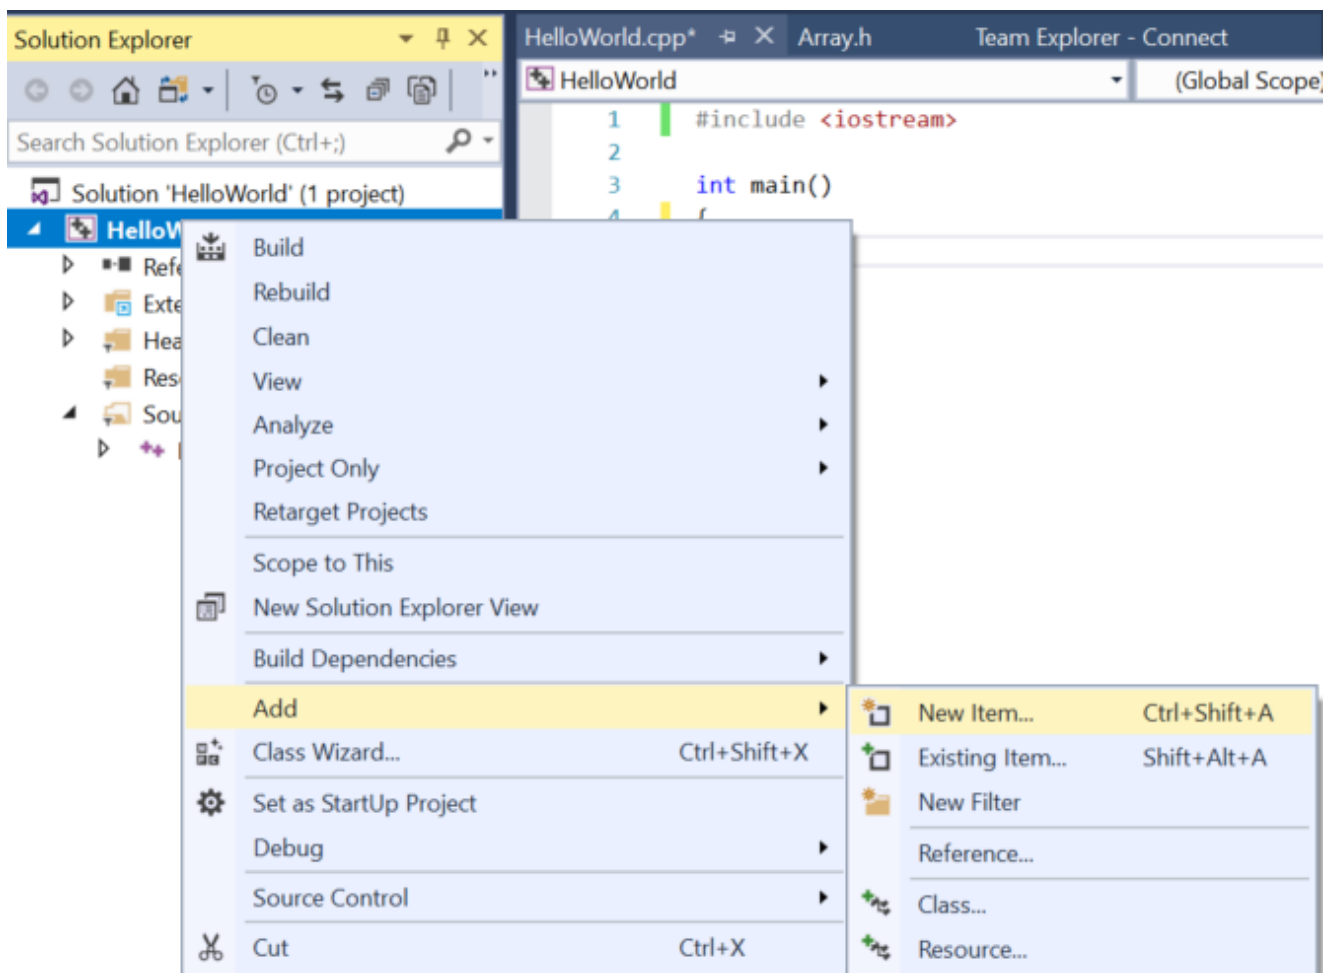 Solution Explorer
Search Solution Explorer (Ctrl+;)
Solution 'HelloWorld' (1 project)
HelloWorld.cpp* Array.h Team Explorer - Connect
HelloWorld (Global Scope)
1 #include <iostream>
2
3 int main()
4 {
Build
Rebuild
Clean
View
Analyze
Project Only
Retarget Projects
Scope to This
New Solution Explorer View
Build Dependencies
Add
Class Wizard... Ctrl+Shift+X
Set as StartUp Project
Debug
Source Control
Cut Ctrl+X
New Item... Ctrl+Shift+A
Existing Item... Shift+Alt+A
New Filter
Reference...
Class...
Resource...